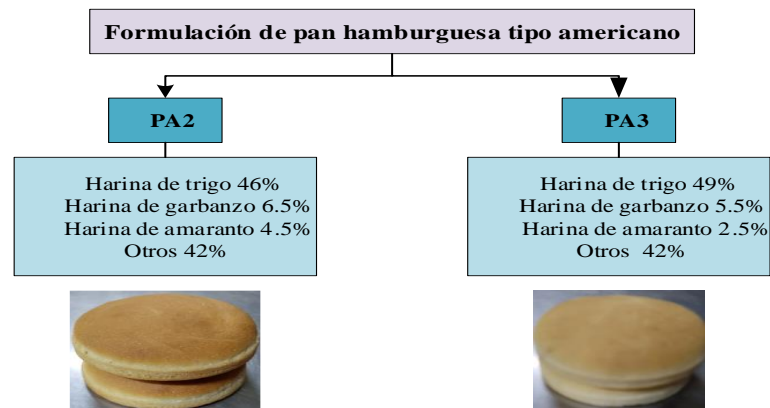 Formulación de pan hamburguesa tipo americano
PA2
Harina de trigo 46%
Harina de garbanzo 6.5%
Harina de amaranto 4.5%
Otros 42%
PA3
Harina de trigo 49%
Harina de garbanzo 5.5%
Harina de amaranto 2.5%
Otros 42%